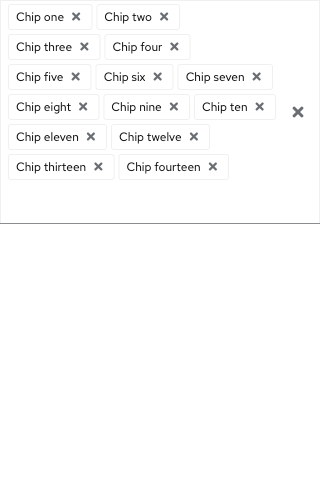 Chip one Chip two
Chip three Chip four
Chip five Chip six Chip seven
Chip eight Chip nine Chip ten
Chip eleven Chip twelve
Chip thirteen Chip fourteen